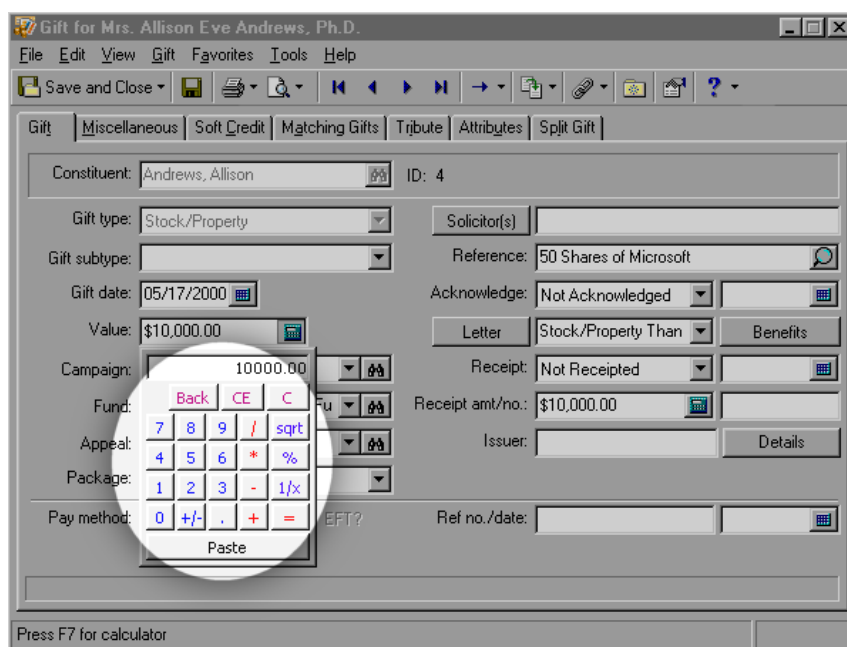 Gift for Mrs. Allison Eve Andrews, Ph.D.
File Edit View Gift Favorites Tools Help
Save and Close
Gift Miscellaneous Soft Credit Matching Gifts Tribute Attributes Split Gift
Constituent: Andrews, Allison ID: 4
Gift type: Stock/Property Solicitor(s)
Gift subtype: Reference: 50 Shares of Microsoft
Gift date: 05/17/2000 Acknowledge: Not Acknowledged
Value: $10,000.00 Letter Stock/Property Than Benefits
Campaign: 10000.00 Receipt: Not Receipted
Back CE C
Fund: Fu Receipt amt/no.: $10,000.00
7 8 9 / sqrt
Appeal: Issuer: Details
4 5 6 * %
Package:
1 2 3 - 1/x
Pay method: EFT? Ref no./date:
0 +/- . + =
Paste
Press F7 for calculator